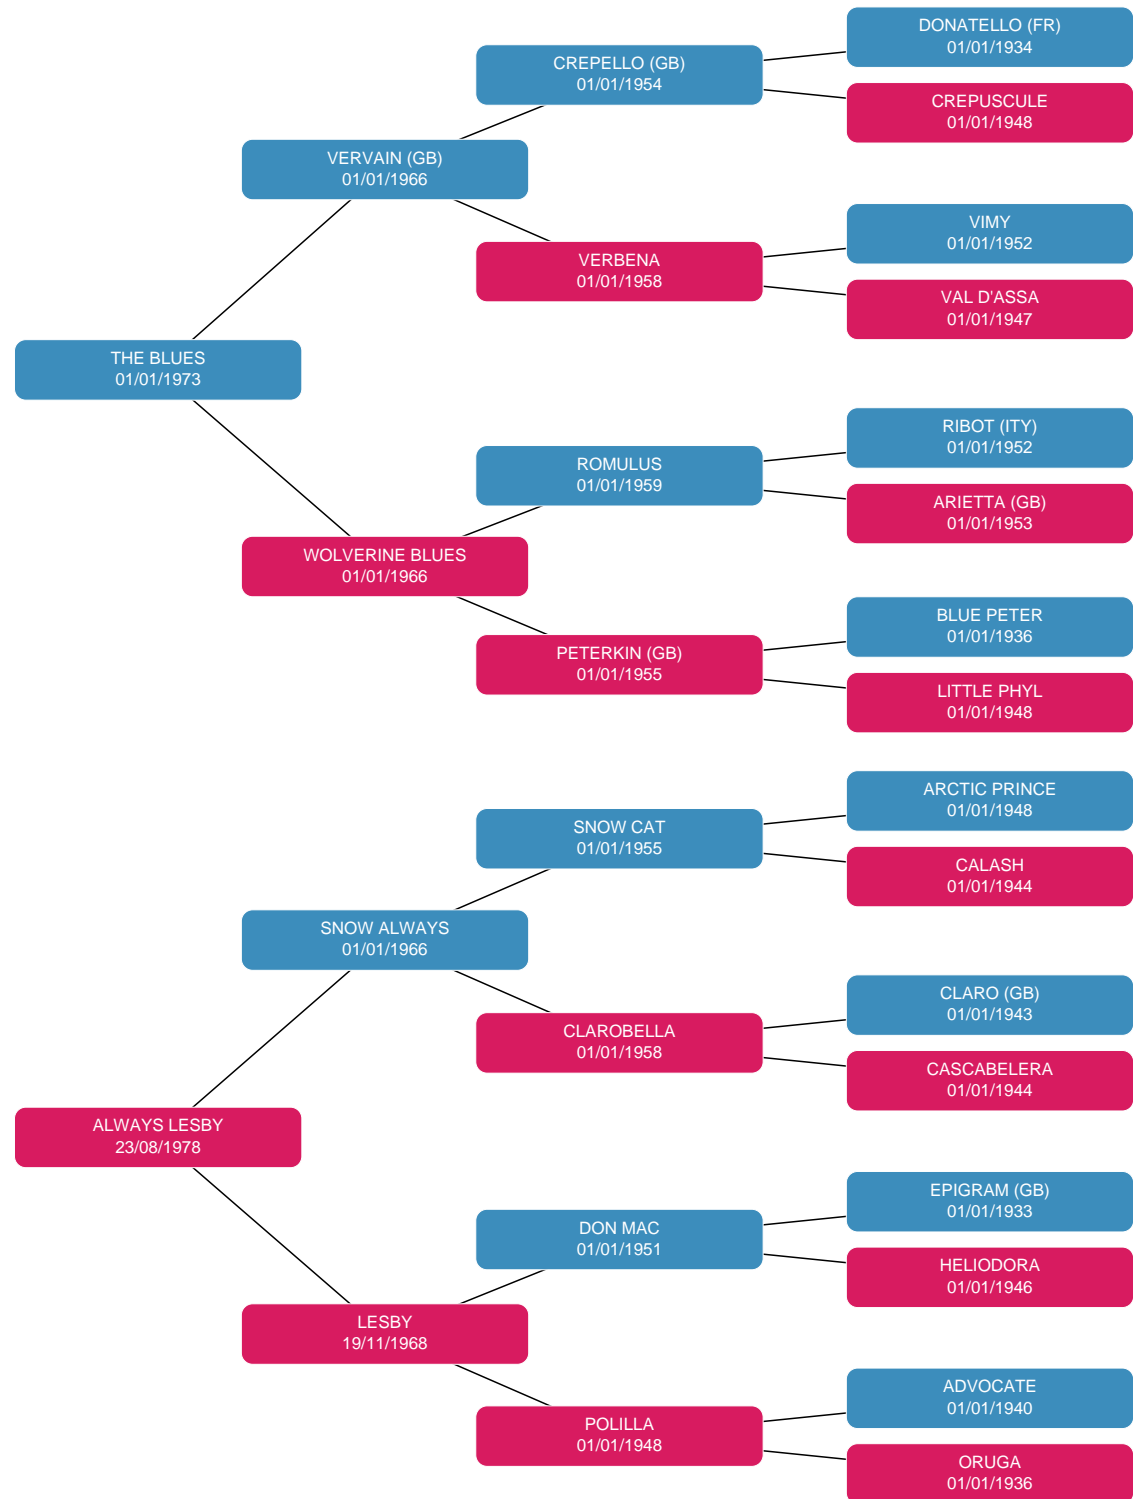 DONATELLO (FR)
01/01/1934
CREPELLO (GB)
01/01/1954
CREPUSCULE
01/01/1948
VERVAIN (GB)
01/01/1966
VIMY
01/01/1952
VERBENA
01/01/1958
VAL D'ASSA
01/01/1947
THE BLUES
01/01/1973
RIBOT (ITY)
01/01/1952
ROMULUS
01/01/1959
ARIETTA (GB)
01/01/1953
WOLVERINE BLUES
01/01/1966
BLUE PETER
01/01/1936
PETERKIN (GB)
01/01/1955
LITTLE PHYL
01/01/1948
ARCTIC PRINCE
01/01/1948
SNOW CAT
01/01/1955
CALASH
01/01/1944
SNOW ALWAYS
01/01/1966
CLARO (GB)
01/01/1943
CLAROBELLA
01/01/1958
CASCABELERA
01/01/1944
ALWAYS LESBY
23/08/1978
EPIGRAM (GB)
01/01/1933
DON MAC
01/01/1951
HELIODORA
01/01/1946
LESBY
19/11/1968
ADVOCATE
01/01/1940
POLILLA
01/01/1948
ORUGA
01/01/1936